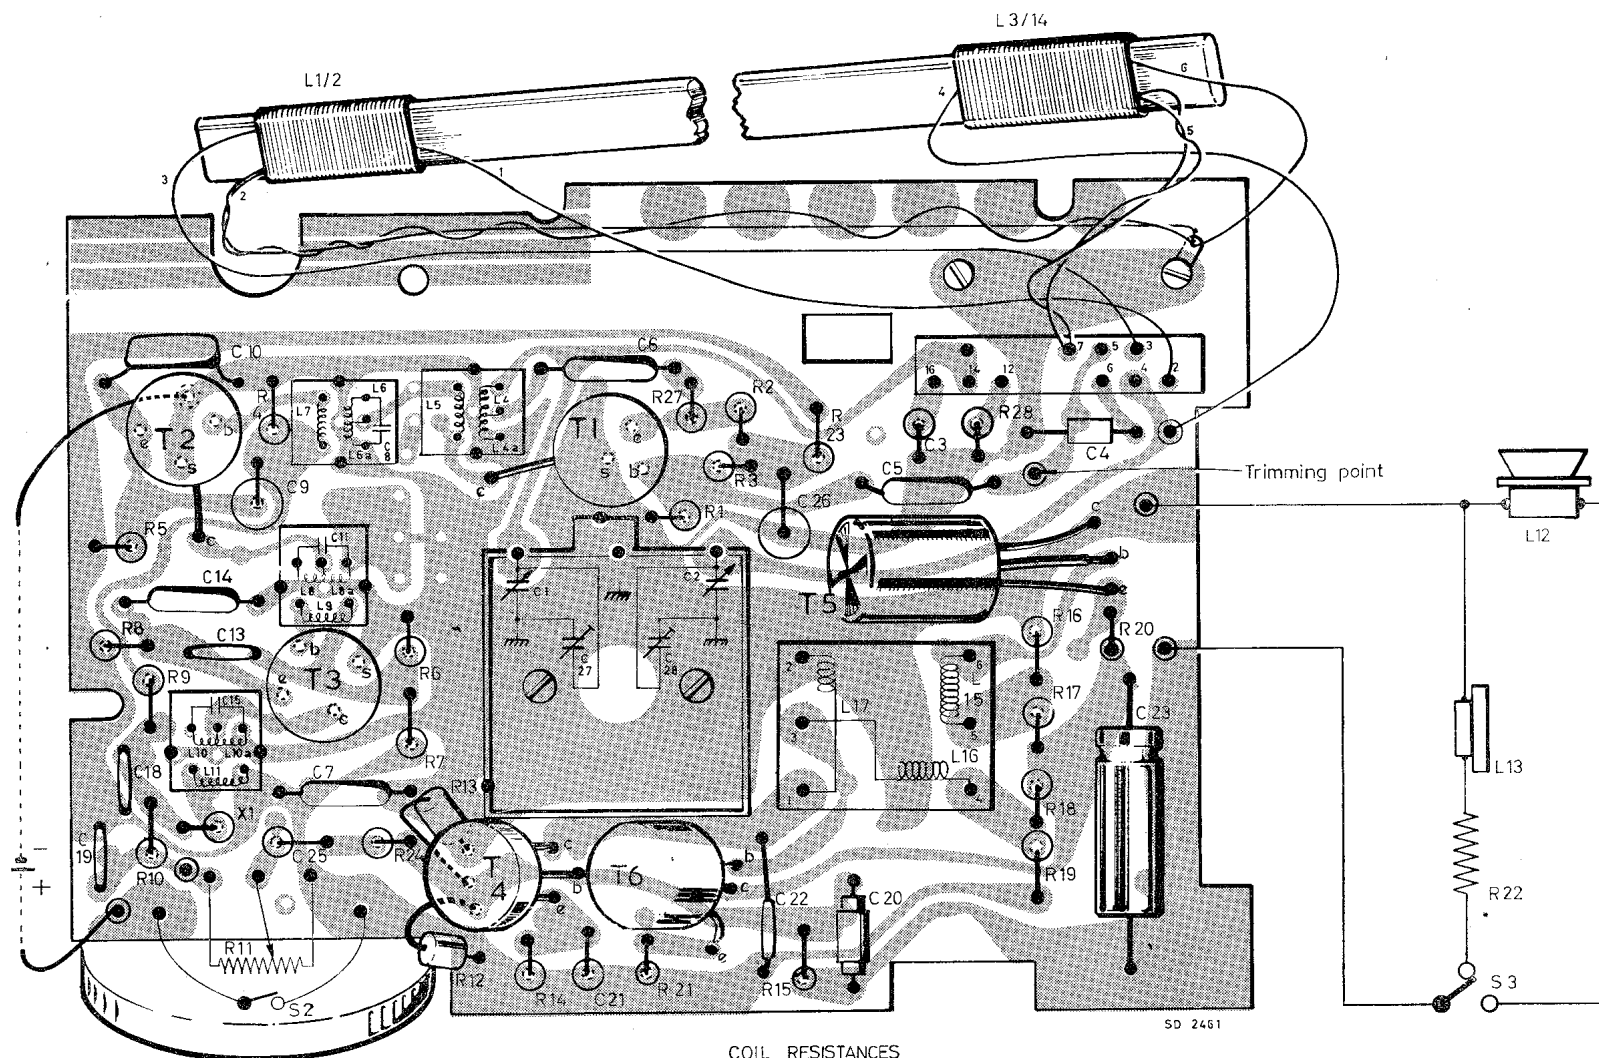 L3/14
L1/2
6
4
5
3
2
1
C10
C6
7
5
3
16
14
12
6
4
2
R
4
L7
L6
L6a
C8
L5
L4
L4a
R27
R2
R
23
C3
R28
C4
T2
b
e
s
T1
e
s
b
R3
C5
Trimming point
C9
c
c
R1
C26
c
L12
R5
c
C11
L8
L8a
L9
C1
C2
b
T5
e
C14
R8
C13
b
s
T3
e
c
R6
C
27
C
28
R16
R20
2
6
L
15
L17
R17
C23
R9
C15
L10
L10a
L11
3
5
L16
R7
C18
C7
R13
1
4
R18
L13
X1
C
19
R10
C25
R24
T
4
c
b
e
T6
b
c
e
R19
C22
C20
R22
−
+
R11
R12
R14
C21
R21
R15
S2
S3
SD 2461
COIL RESISTANCES